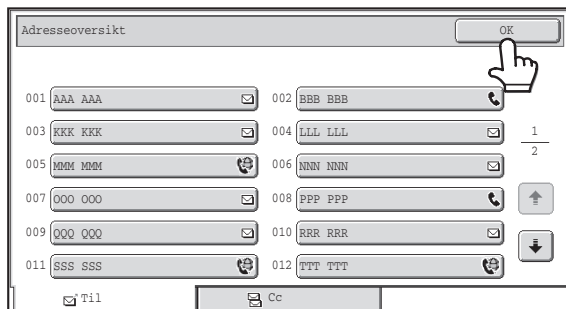 Adresseoversikt OK
001 AAA AAA 002 BBB BBB
003 KKK KKK 004 LLL LLL
1
2
005 MMM MMM 006 NNN NNN
007 OOO OOO 008 PPP PPP
009 QQQ QQQ 010 RRR RRR
011 SSS SSS 012 TTT TTT
Til Cc